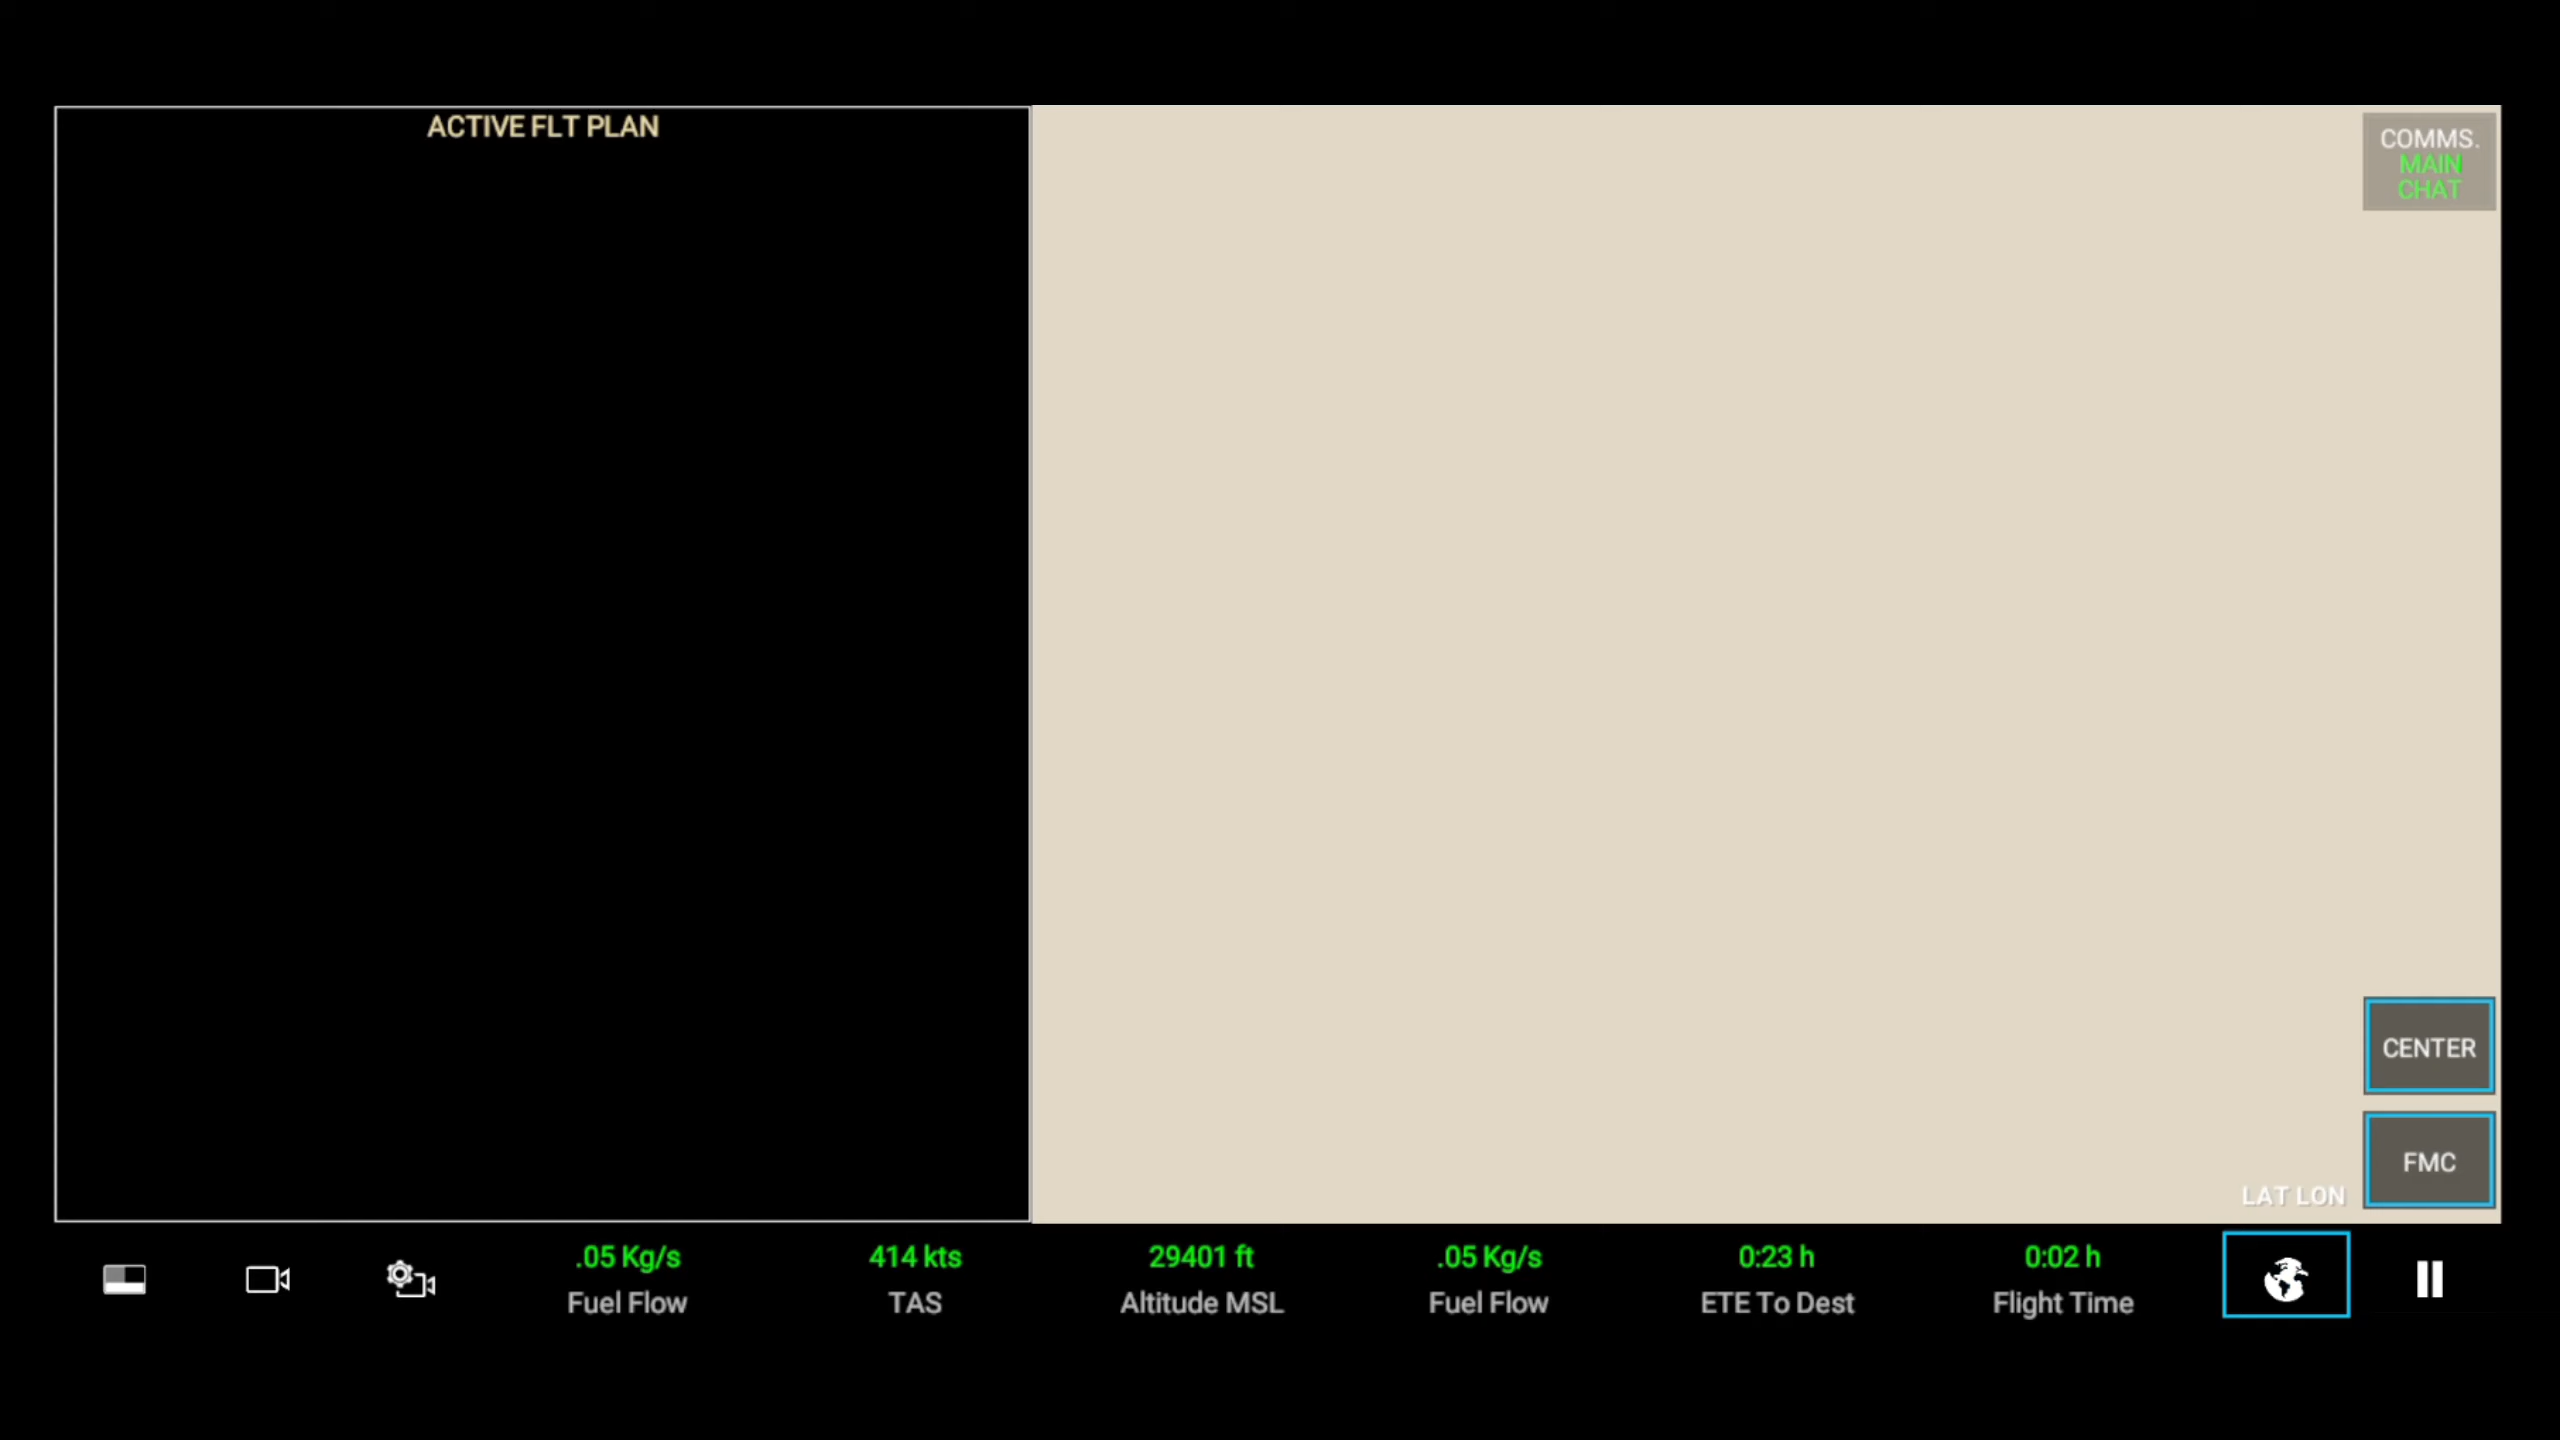 ACTIVE FLT PLAN
COMMS.
MAIN
CHAT
CENTER
FMC
LAT LON
.05 Kg/s
Fuel Flow
414 kts
TAS
29401 ft
Altitude MSL
.05 Kg/s
Fuel Flow
0:23 h
ETE To Dest
0:02 h
Flight Time